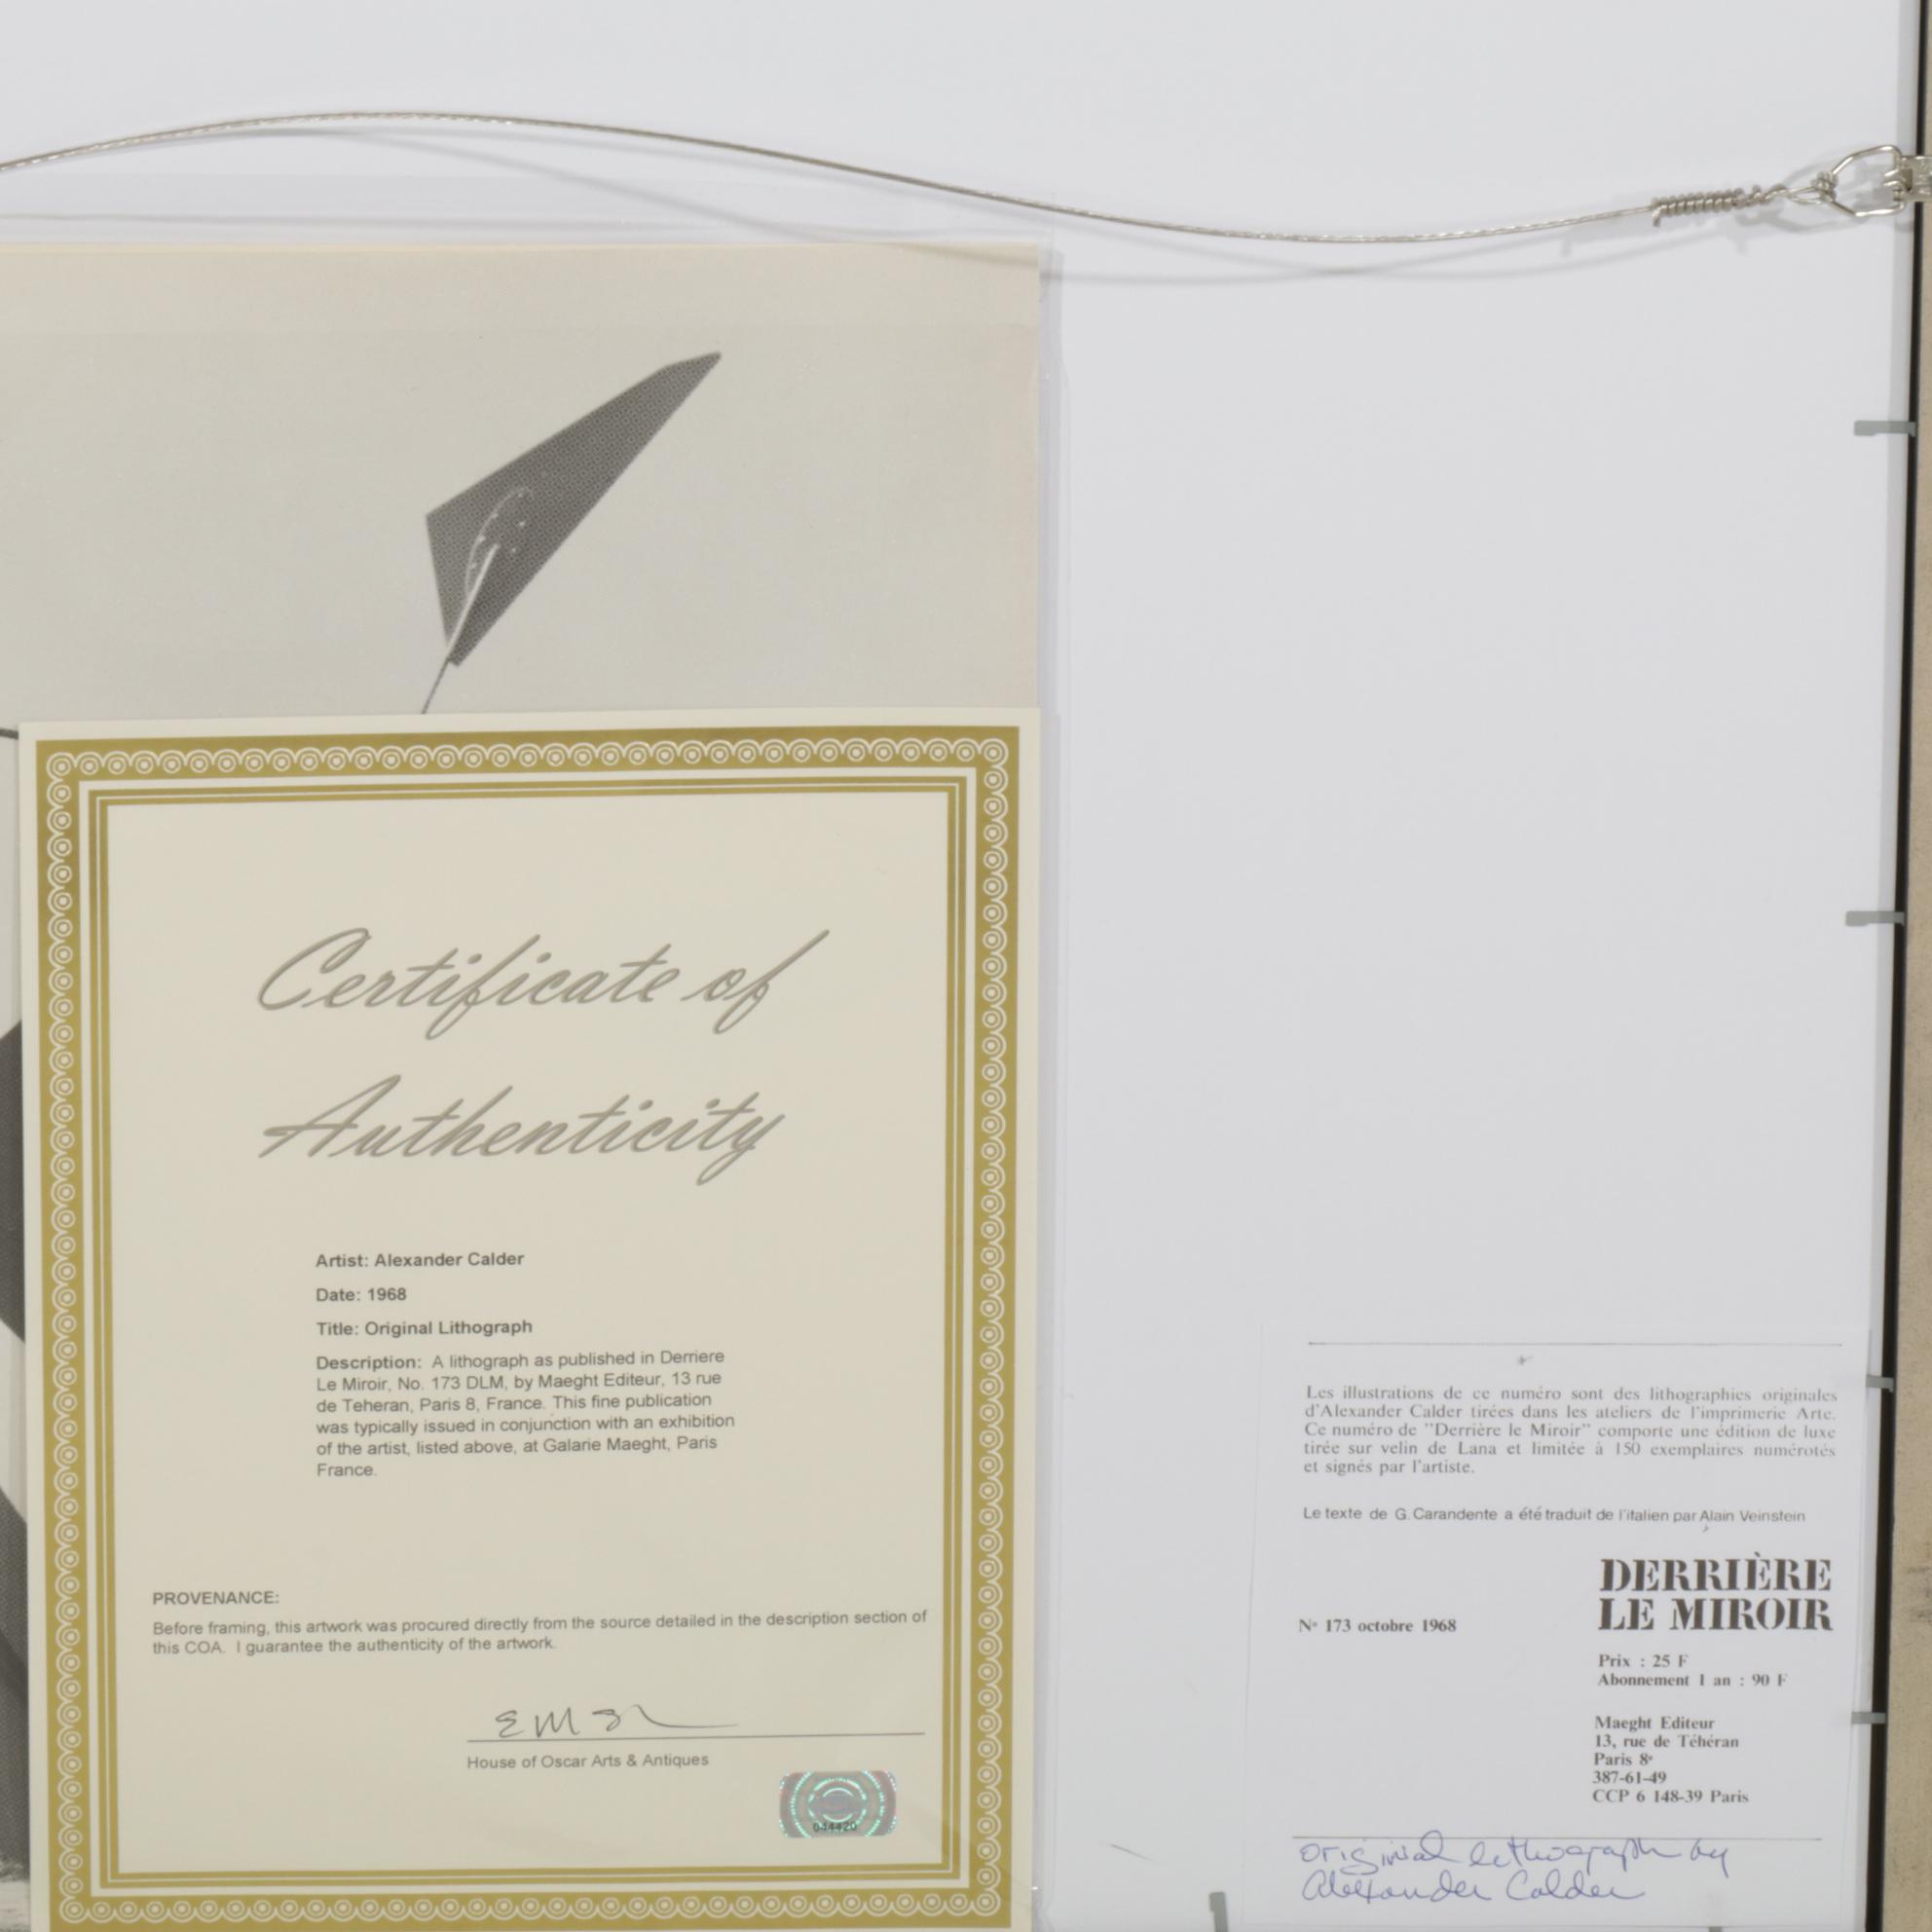 Certificate of
Authenticity
Artist: Alexander Calder
Date: 1968
Title: Original Lithograph
Description: A lithograph as published in Derriere
Le Miroir, No. 173 DLM, by Maeght Editeur, 13 rue
de Teheran, Paris 8, France. This fine publication
was typically issued in conjunction with an exhibition
of the artist, listed above, at Galarie Maeght, Paris
France.
PROVENANCE:
Before framing, this artwork was procured directly from the source detailed in the description section of
this COA. I guarantee the authenticity of the artwork.
House of Oscar Arts & Antiques
044420
Les illustrations de ce numéro sont des lithographies originales
d'Alexander Calder tirées dans les ateliers de l'imprimerie Arte.
Ce numéro de "Derrière le Miroir" comporte une édition de luxe
tirée sur velin de Lana et limitée à 150 exemplaires numérotés
et signés par l'artiste.
Le texte de G. Carandente a été traduit de l'italien par Alain Veinstein
DERRIÈRE
LE MIROIR
Nº 173 octobre 1968
Prix : 25 F
Abonnement 1 an : 90 F
Maeght Editeur
13, rue de Téhéran
Paris 8e
387-61-49
CCP 6 148-39 Paris
original lithograph by
Alexander Calder